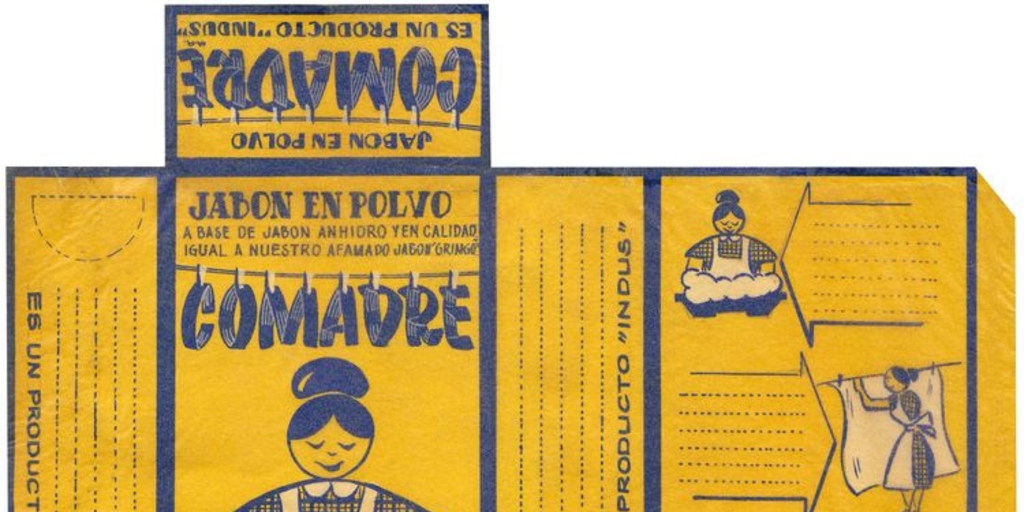 ES UN PRODUCTO "INDUS"
COMADRE
M.R.
JABON EN POLVO
JABON EN POLVO
A BASE DE JABON ANHIDRO Y EN CALIDAD
IGUAL A NUESTRO AFAMADO JABON "GRINGO"
COMADRE
ES UN PRODUCT
PRODUCTO "INDUS"